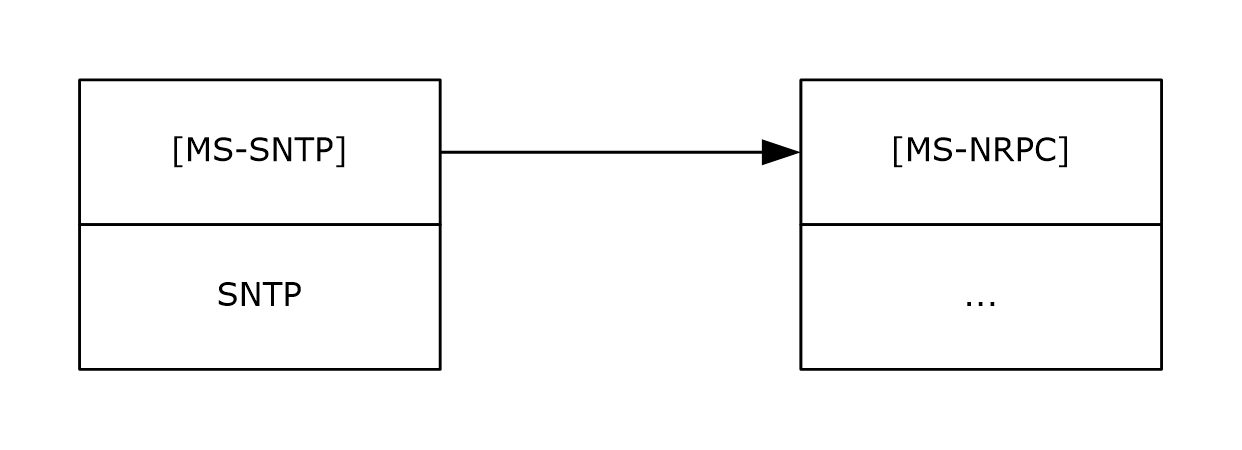 [MS-SNTP]
[MS-NRPC]
SNTP
...